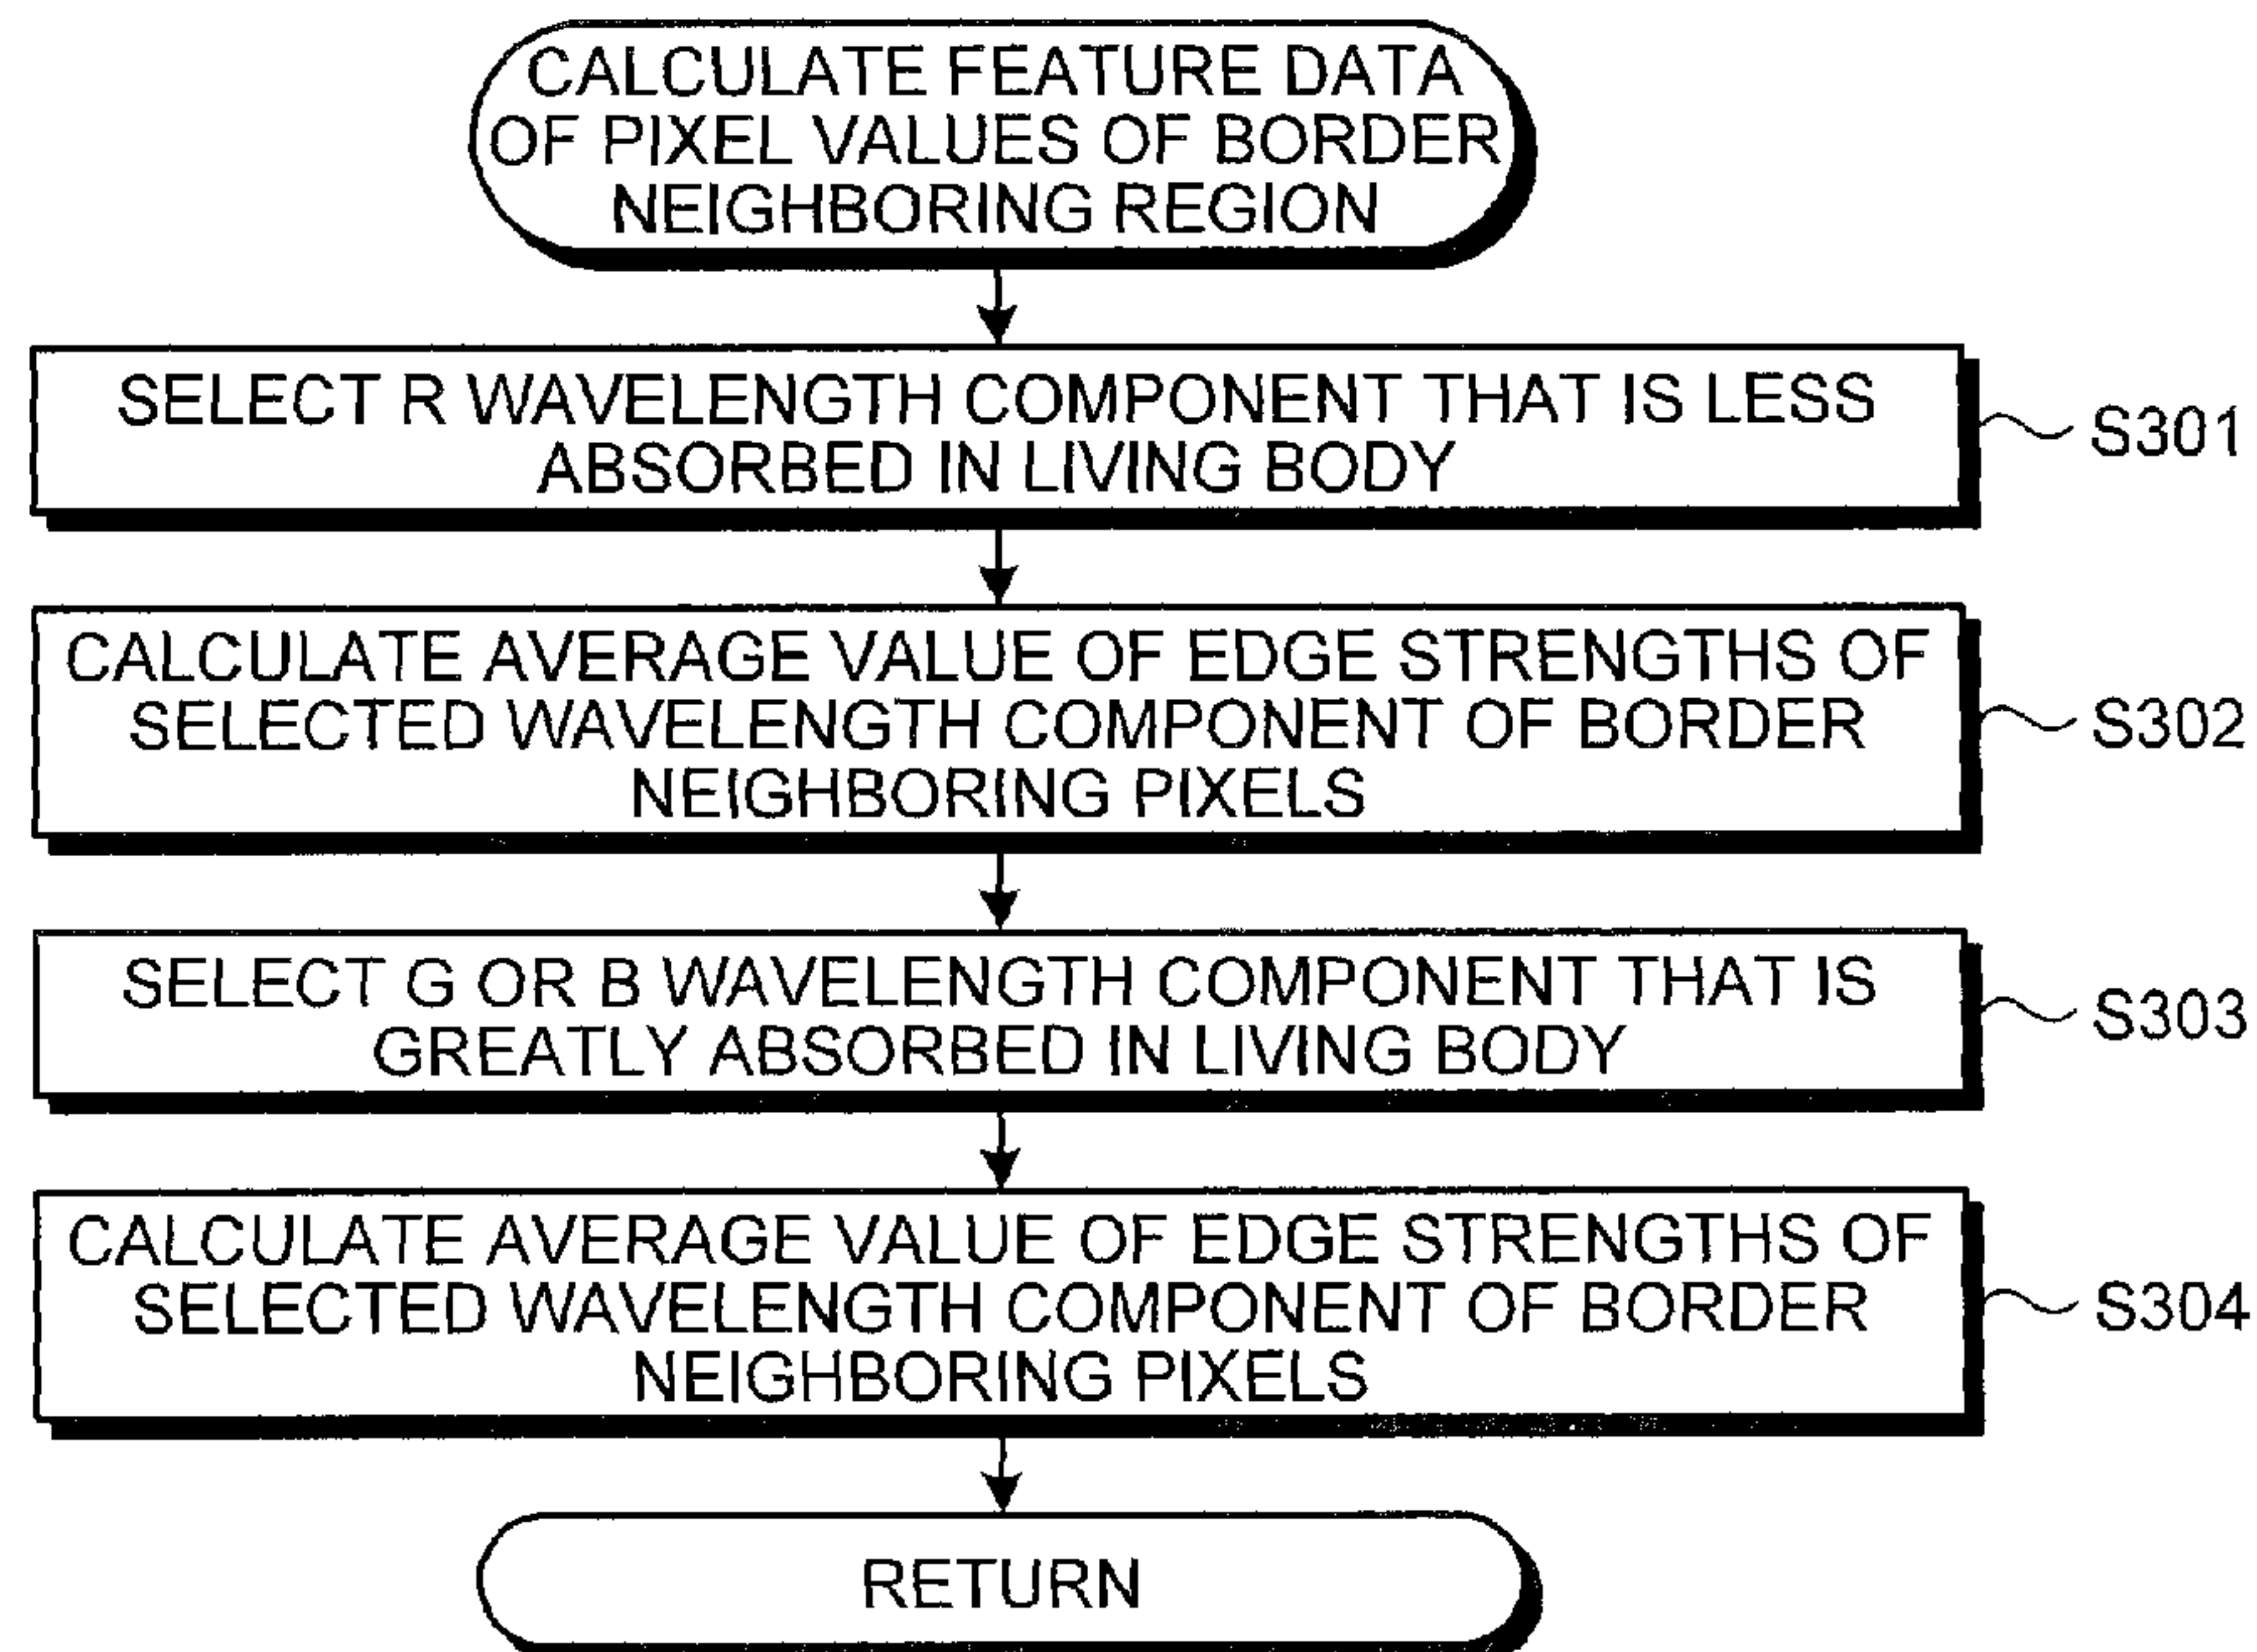 CALCULATE FEATURE DATA
OF PIXEL VALUES OF BORDER
NEIGHBORING REGION
SELECT R WAVELENGTH COMPONENT THAT IS LESS
ABSORBED IN LIVING BODY
S301
CALCULATE AVERAGE VALUE OF EDGE STRENGTHS OF
SELECTED WAVELENGTH COMPONENT OF BORDER
NEIGHBORING PIXELS
S302
SELECT G OR B WAVELENGTH COMPONENT THAT IS
GREATLY ABSORBED IN LIVING BODY
S303
CALCULATE AVERAGE VALUE OF EDGE STRENGTHS OF
SELECTED WAVELENGTH COMPONENT OF BORDER
NEIGHBORING PIXELS
S304
RETURN